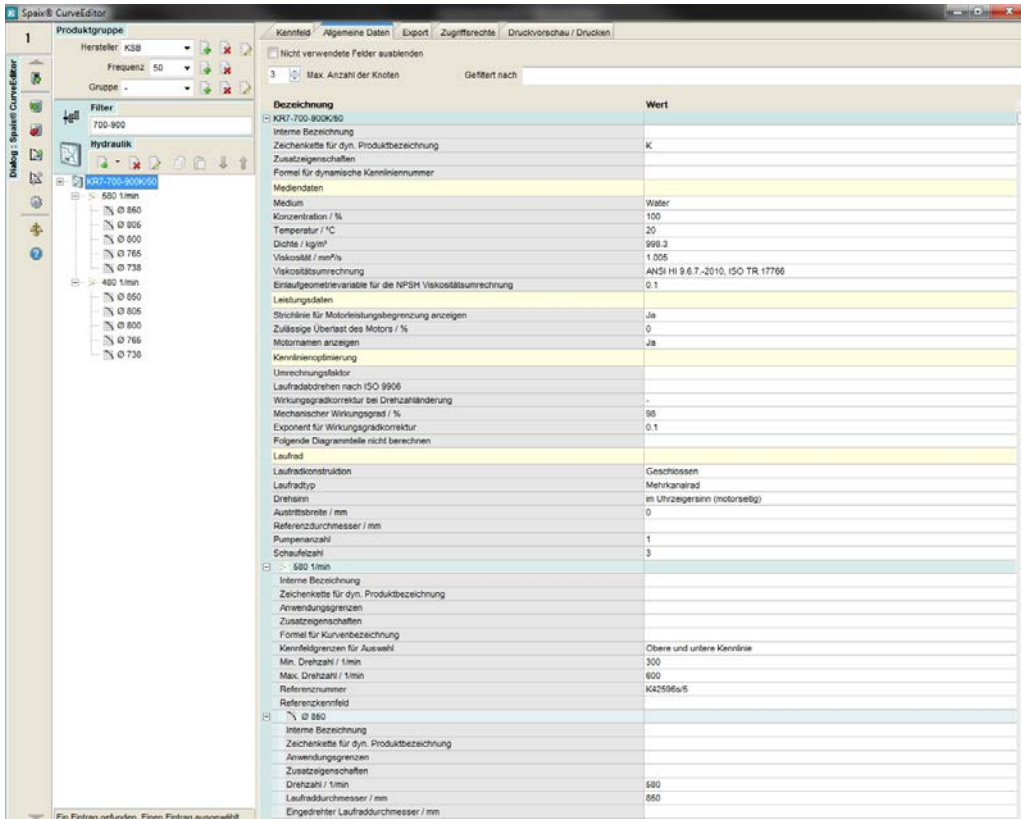 Spaix® CurveEditor
1
Dialog : Spaix® CurveEditor
Produktgruppe
Hersteller KSB
Frequenz 50
Gruppe -
Filter
700-900
Hydraulik
KR7-700-900K/50
580 1/min
Ø 860
Ø 805
Ø 800
Ø 765
Ø 738
480 1/min
Ø 850
Ø 805
Ø 800
Ø 765
Ø 738
Ein Eintrag gefunden. Einen Eintrag ausgewählt.
Kennfeld Algemeine Daten Export Zugriffsrechte Druckvorschau / Drucken
Nicht verwendete Felder ausblenden
3 Max. Anzahl der Knoten Gefiltert nach
Bezeichnung Wert
KR7-700-900K/50
Interne Bezeichnung
Zeichenkette für dyn. Produktbezeichnung K
Zusatzeigenschaften
Formel für dynamische Kennliniennummer
Mediendaten
Medium Water
Konzentration / % 100
Temperatur / °C 20
Dichte / kg/m³ 998.3
Viskosität / mm²/s 1.005
Viskositätsumrechnung ANSI HI 9.6.7.-2010, ISO TR 17766
Einlaufgeometrievariable für die NPSH Viskositätsumrechnung 0.1
Leistungsdaten
Strichlinie für Motorleistungsbegrenzung anzeigen Ja
Zulässige Überlast des Motors / % 0
Motornamen anzeigen Ja
Kennlinienoptimierung
Umrechnungsfaktor
Laufradabdrehen nach ISO 9906
Wirkungsgradkorrektur bei Drehzahländerung -
Mechanischer Wirkungsgrad / % 98
Exponent für Wirkungsgradkorrektur 0.1
Folgende Diagrammteile nicht berechnen
Laufrad
Laufradkonstruktion Geschlossen
Laufradtyp Mehrkanalrad
Drehsinn im Uhrzeigersinn (motorseitig)
Austrittsbreite / mm 0
Referenzdurchmesser / mm
Pumpenanzahl 1
Schaufelzahl 3
580 1/min
Interne Bezeichnung
Zeichenkette für dyn. Produktbezeichnung
Anwendungsgrenzen
Zusatzeigenschaften
Formel für Kurvenbezeichnung
Kennfeldgrenzen für Auswahl Obere und untere Kennlinie
Min. Drehzahl / 1/min 300
Max. Drehzahl / 1/min 600
Referenznummer K42596s/5
Referenzkennfeld
Ø 860
Interne Bezeichnung
Zeichenkette für dyn. Produktbezeichnung
Anwendungsgrenzen
Zusatzeigenschaften
Drehzahl / 1/min 580
Laufraddurchmesser / mm 860
Eingedrehter Laufraddurchmesser / mm